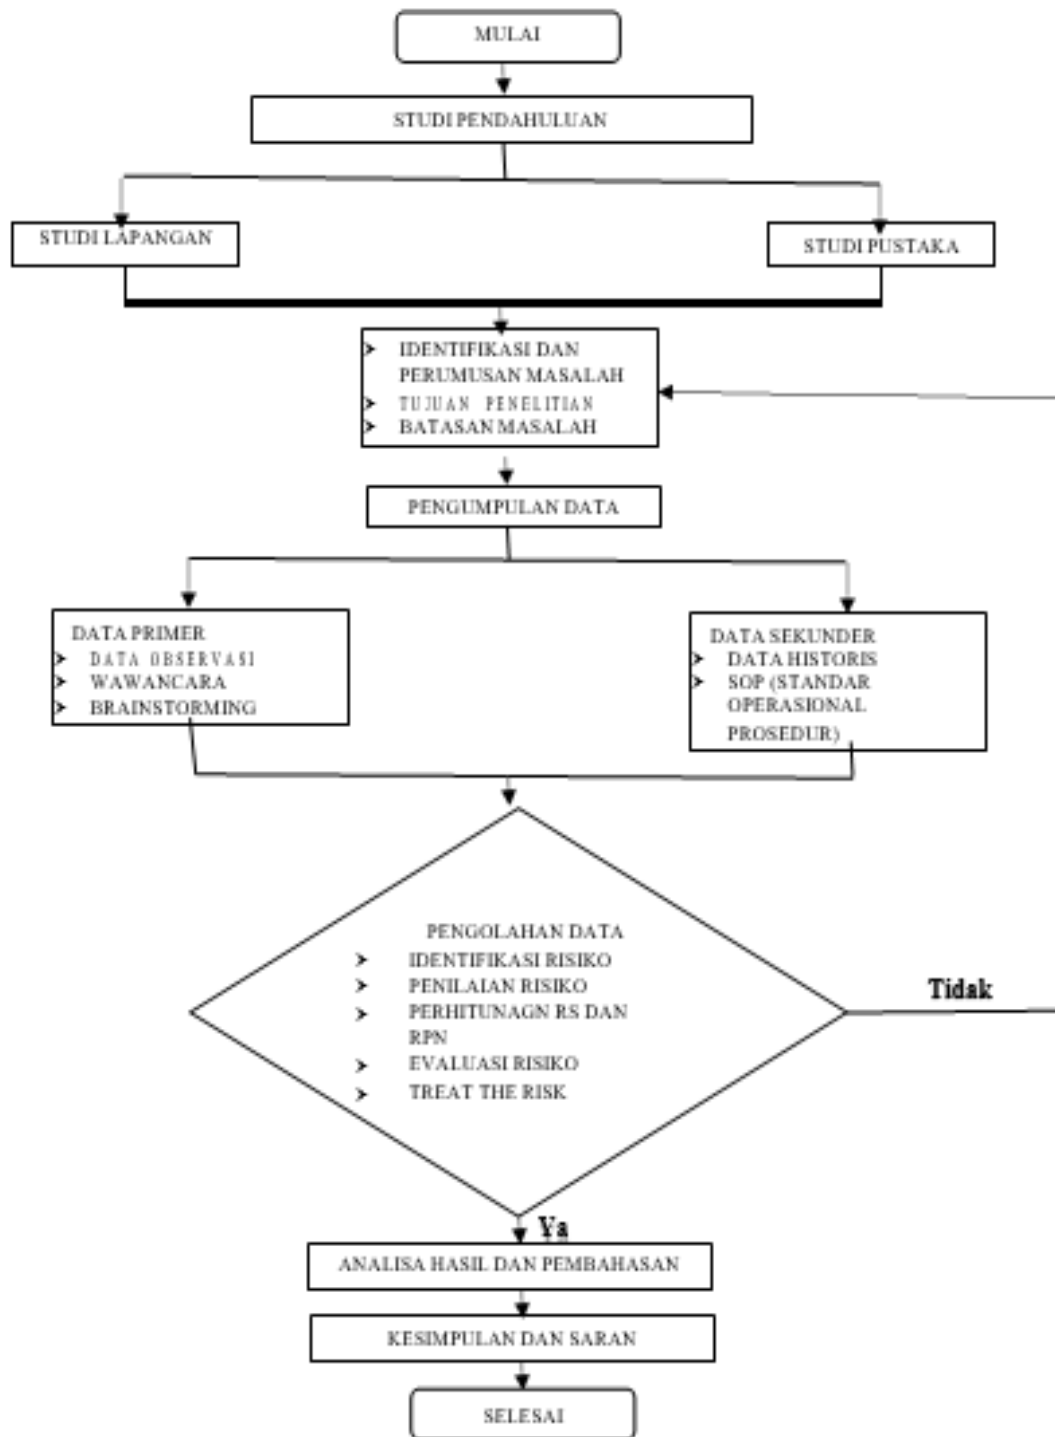 MULAI
STUDI PENDAHULUAN
STUDI LAPANGAN
STUDI PUSTAKA
➤ IDENTIFIKASI DAN
PERUMUSAN MASALAH
➤ TUJUAN PENELITIAN
➤ BATASAN MASALAH
PENGUMPULAN DATA
DATA PRIMER
➤ DATA OBSERVASI
➤ WAWANCARA
➤ BRAINSTORMING
DATA SEKUNDER
➤ DATA HISTORIS
➤ SOP (STANDAR
OPERASIONAL
PROSEDUR)
PENGOLAHAN DATA
➤ IDENTIFIKASI RISIKO
➤ PENILAIAN RISIKO
➤ PERHITUNAGN RS DAN
RPN
➤ EVALUASI RISIKO
➤ TREAT THE RISK
Tidak
Ya
ANALISA HASIL DAN PEMBAHASAN
KESIMPULAN DAN SARAN
SELESAI